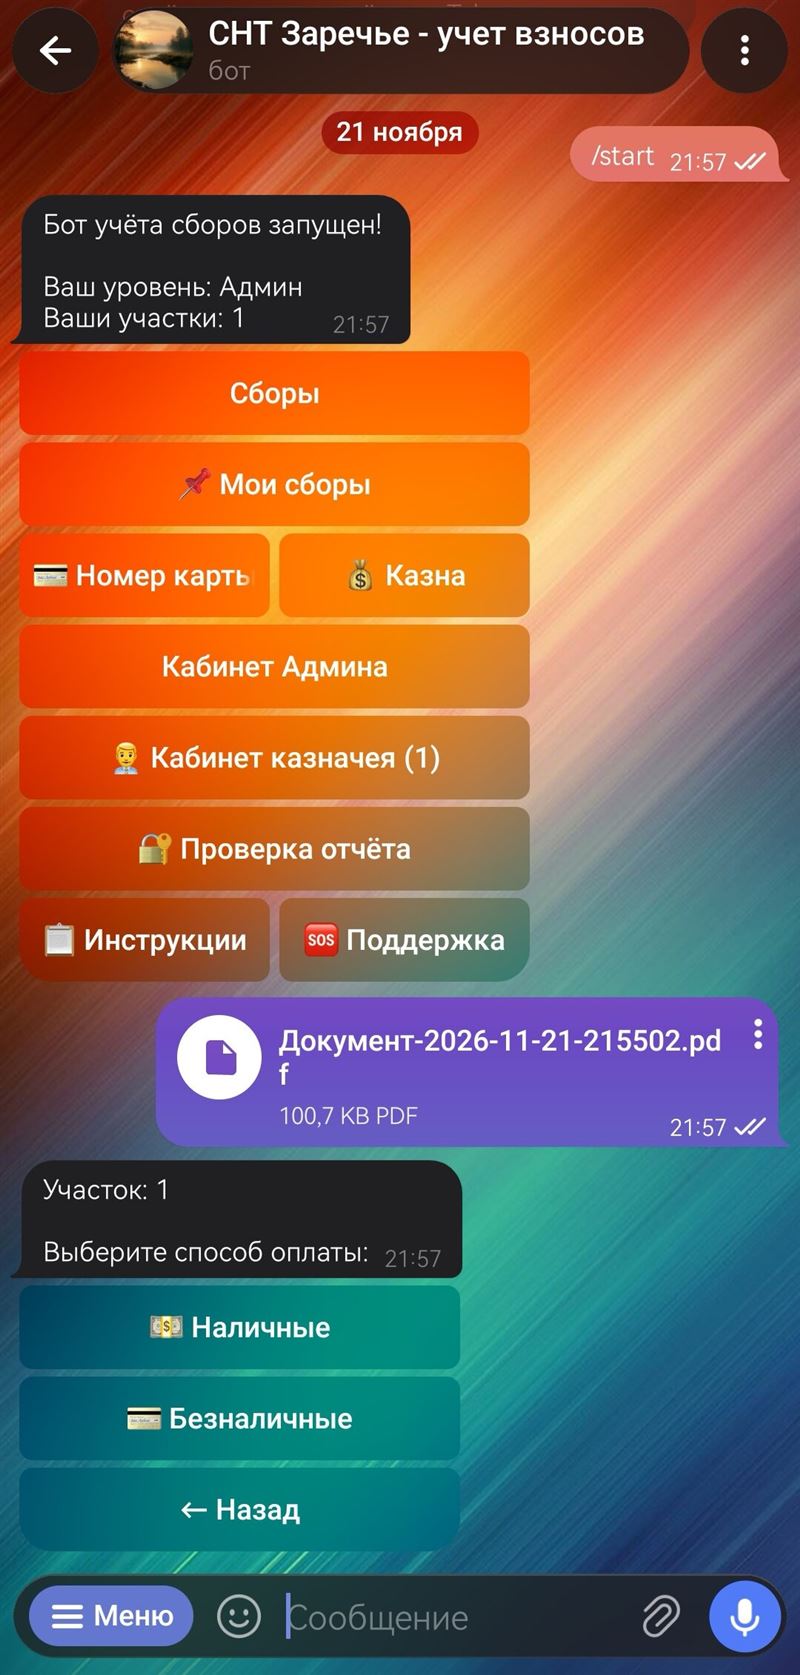 СНТ Заречье - учет взносов
бот
21 ноября
/start 21:57
Бот учёта сборов запущен!
Ваш уровень: Админ
Ваши участки: 1 21:57
Сборы
Мои сборы
Номер карты
Казна
Кабинет Админа
Кабинет казначея (1)
Проверка отчёта
Инструкции
SOS Поддержка
Документ-2026-11-21-215502.pd
f
100,7 KB PDF
21:57
Участок: 1
Выберите способ оплаты: 21:57
Наличные
Безналичные
← Назад
Меню
Сообщение